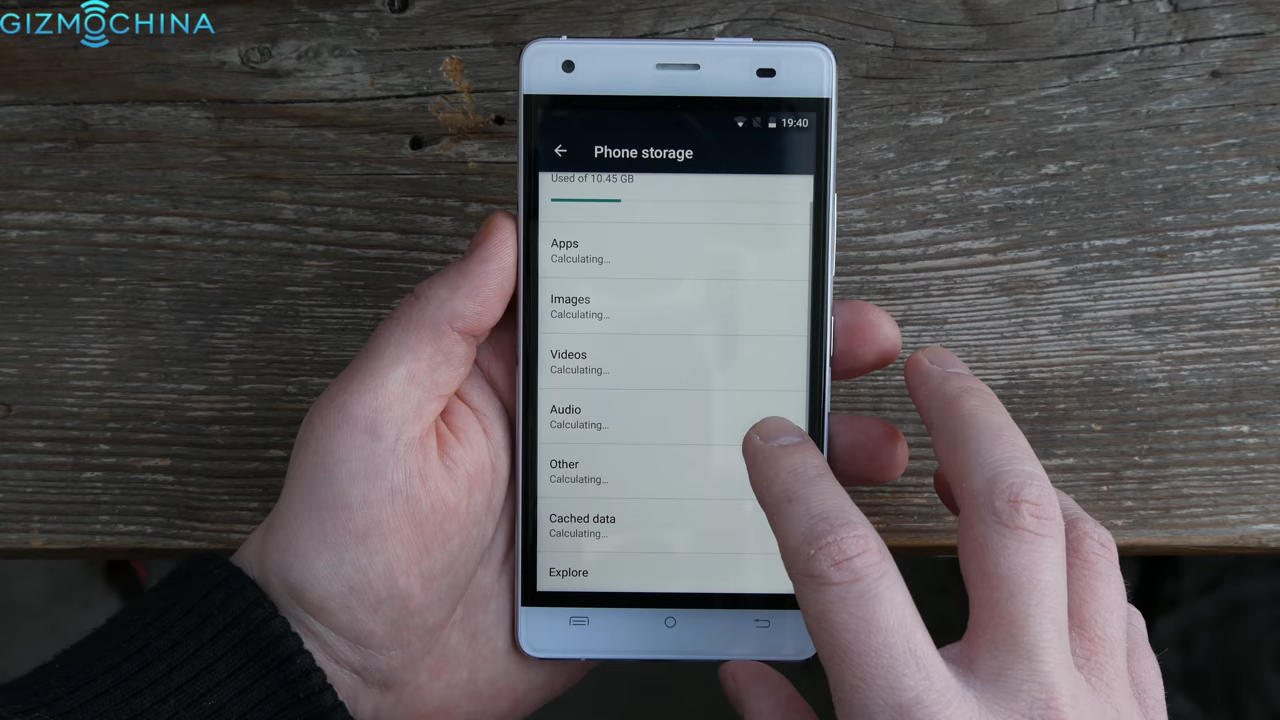 GIZMOCHINA
19:40
Phone storage
Used of 10.45 GB
Apps
Calculating...
Images
Calculating...
Videos
Calculating...
Audio
Calculating...
Other
Calculating...
Cached data
Calculating...
Explore